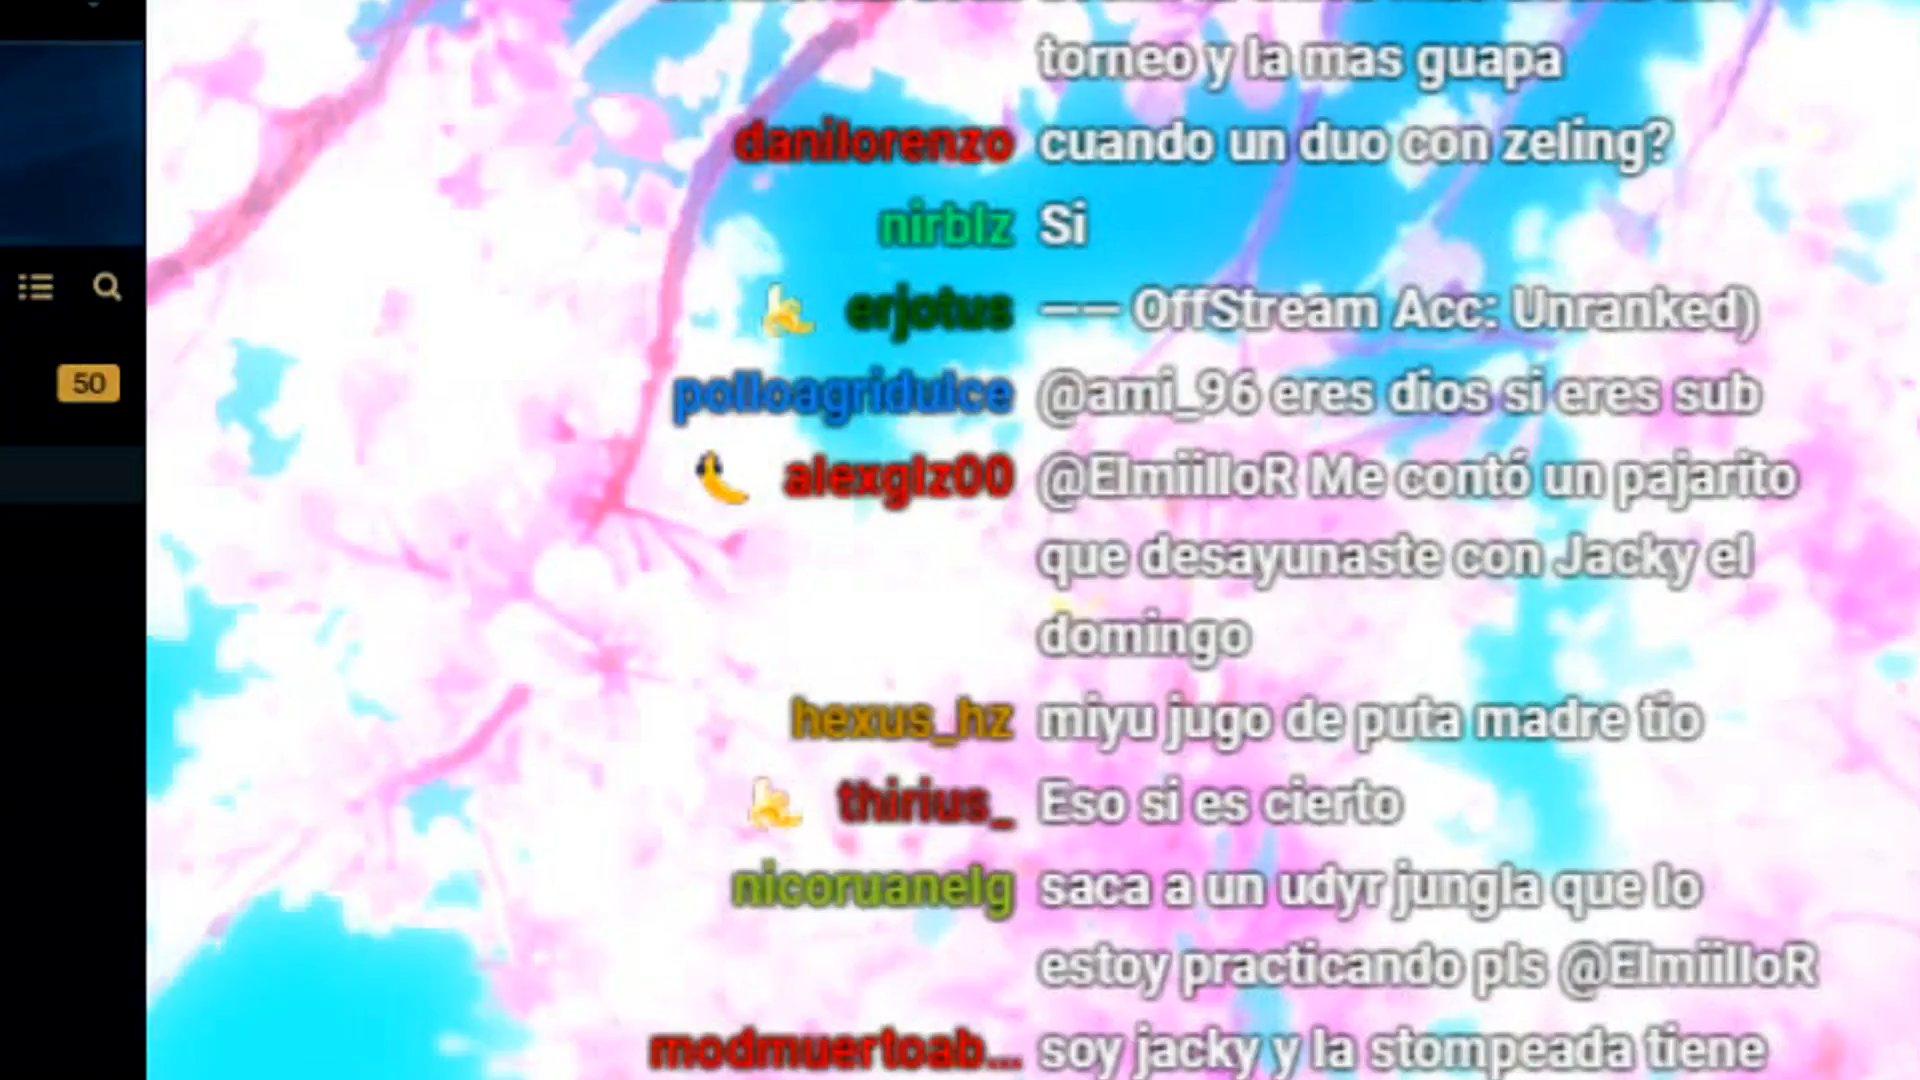 torneo y la mas guapa
danilorenzo cuando un duo con zeling?
nirblz Si
erjotus —— OffStream Acc: Unranked)
50
polloagridulce @ami_96 eres dios si eres sub
alexglz00 @ElmiilloR Me contó un pajarito
que desayunaste con Jacky el
domingo
hexus_hz miyu jugo de puta madre tio
thirius_ Eso si es cierto
nicoruanelg saca a un udyr jungla que lo
estoy practicando pls @ElmiilloR
modmuertoab... soy jacky y la stompeada tiene